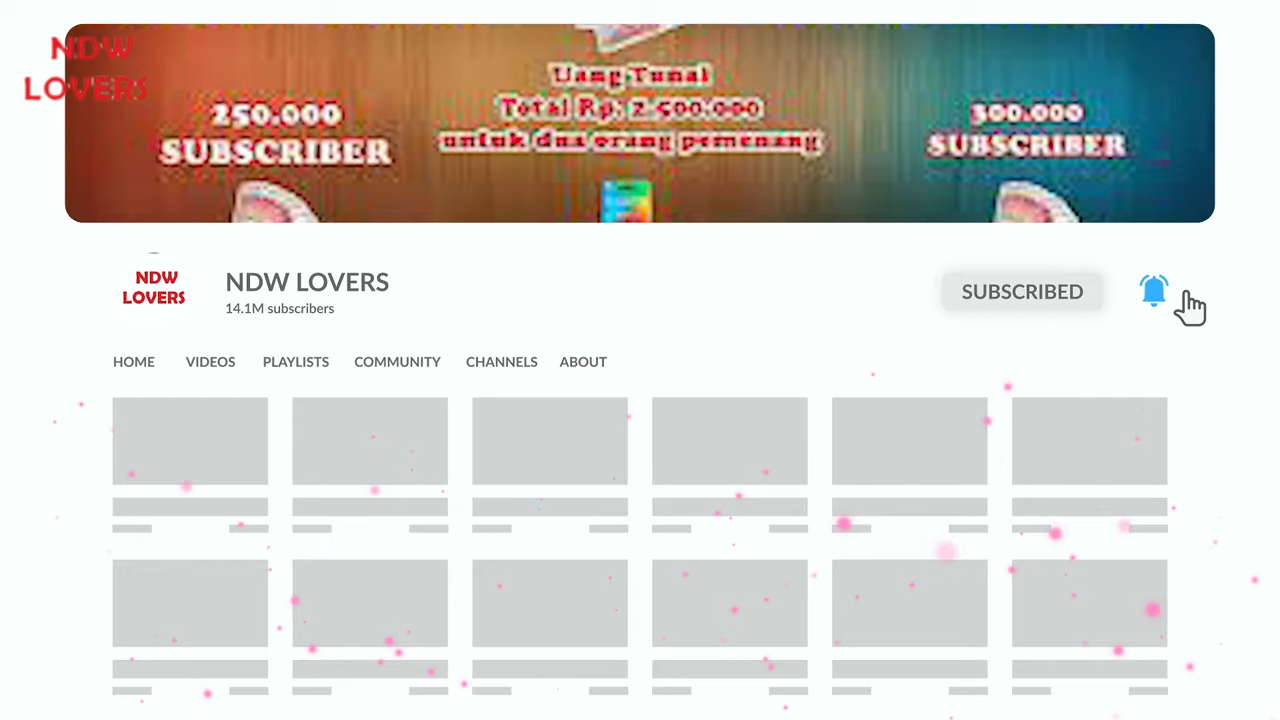 NDW
LOVERS
250.000
SUBSCRIBER
Uang Tunai
Total Rp. 2.500.000
untuk dua orang pemenang
300.000
SUBSCRIBER
NDW
LOVERS
NDW LOVERS
14.1M subscribers
SUBSCRIBED
HOME
VIDEOS
PLAYLISTS
COMMUNITY
CHANNELS
ABOUT